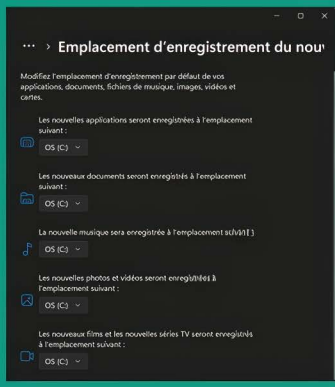 ... > Emplacement d'enregistrement du nouv
Modifiez l'emplacement d'enregistrement par défaut de vos
applications, documents, fichiers de musique, images, vidéos et
cartes.
Les nouvelles applications seront enregistrées à l'emplacement
suivant :
OS (C:)
Les nouveaux documents seront enregistrés à l'emplacement
suivant :
OS (C:)
La nouvelle musique sera enregistrée à l'emplacement
OS (C:)
Les nouvelles photos et vidéos seront enregistrées à
l'emplacement suivant :
OS (C:)
Les nouveaux films et les nouvelles séries TV seront enregistrés
à l'emplacement suivant :
OS (C:)